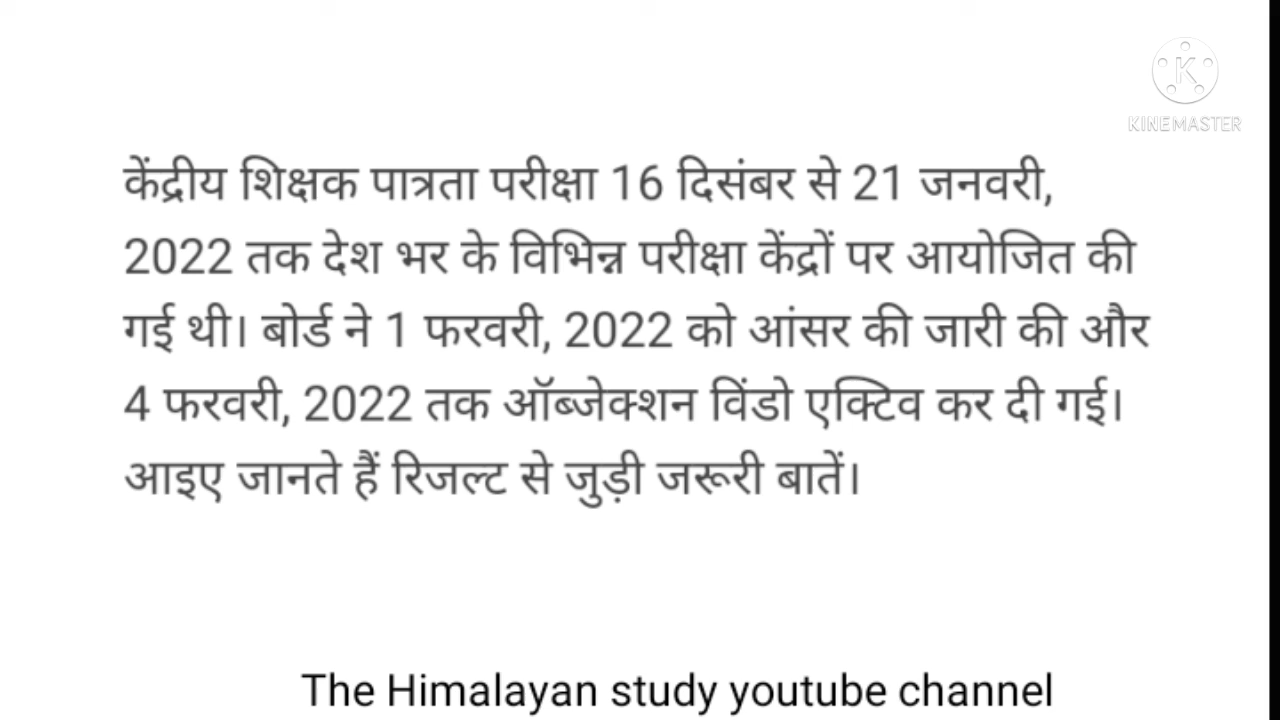 KINEMASTER
केंद्रीय शिक्षक पात्रता परीक्षा 16 दिसंबर से 21 जनवरी,
2022 तक देश भर के विभिन्न परीक्षा केंद्रों पर आयोजित की
गई थी। बोर्ड ने 1 फरवरी, 2022 को आंसर की जारी की और
4 फरवरी, 2022 तक ऑब्जेक्शन विंडो एक्टिव कर दी गई।
आइए जानते हैं रिजल्ट से जुड़ी जरूरी बातें।
The Himalayan study youtube channel